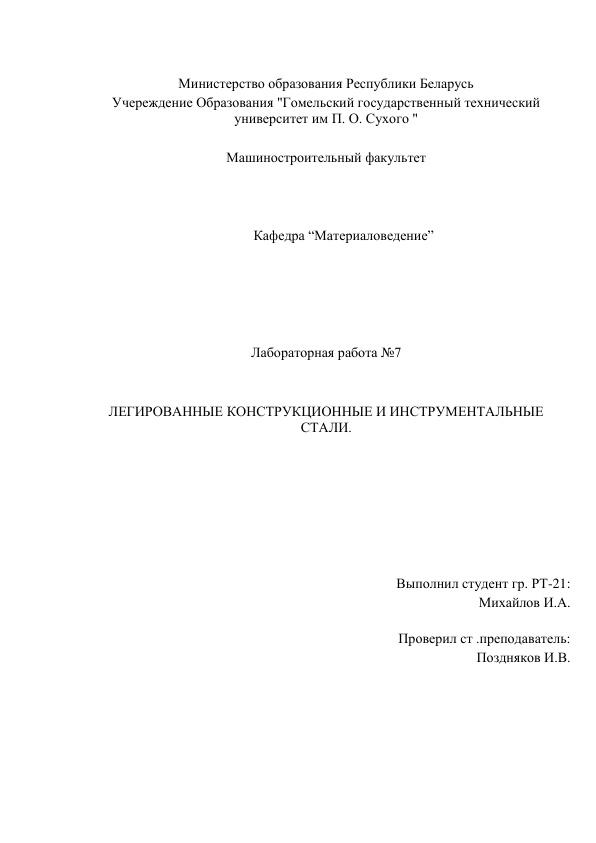 Министерство образования Республики Беларусь
Учереждение Образования "Гомельский государственный технический
университет им П. О. Сухого "
Машиностроительный факультет
Кафедра “Материаловедение”
Лабораторная работа №7
ЛЕГИРОВАННЫЕ КОНСТРУКЦИОННЫЕ И ИНСТРУМЕНТАЛЬНЫЕ
СТАЛИ.
Выполнил студент гр. РТ-21:
Михайлов И.А.
Проверил ст .преподаватель:
Поздняков И.В.